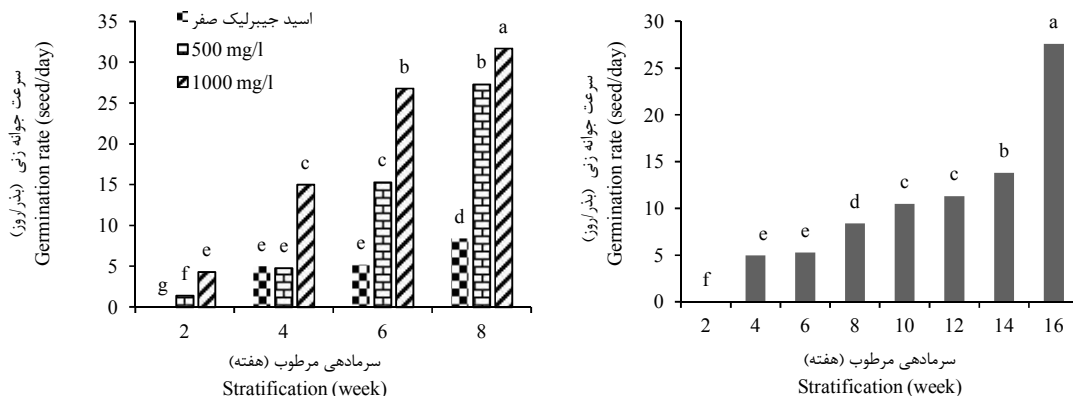 35
30
25
20
15
10
5
0
سرعت جوانه زنی (بذر/روز)
Germination rate (seed/day)
اسید جیبرلیک صفر
500 mg/l
1000 mg/l
g
f
e
e
e
c
e
c
b
d
b
a
2
4
6
8
سرمادهی مرطوب (هفته)
Stratification (week)
30
25
20
15
10
5
0
سرعت جوانه زنی (بذر/روز)
Germination rate (seed/day)
f
e
e
d
c
c
b
a
2
4
6
8
10
12
14
16
سرمادهی مرطوب (هفته)
Stratification (week)